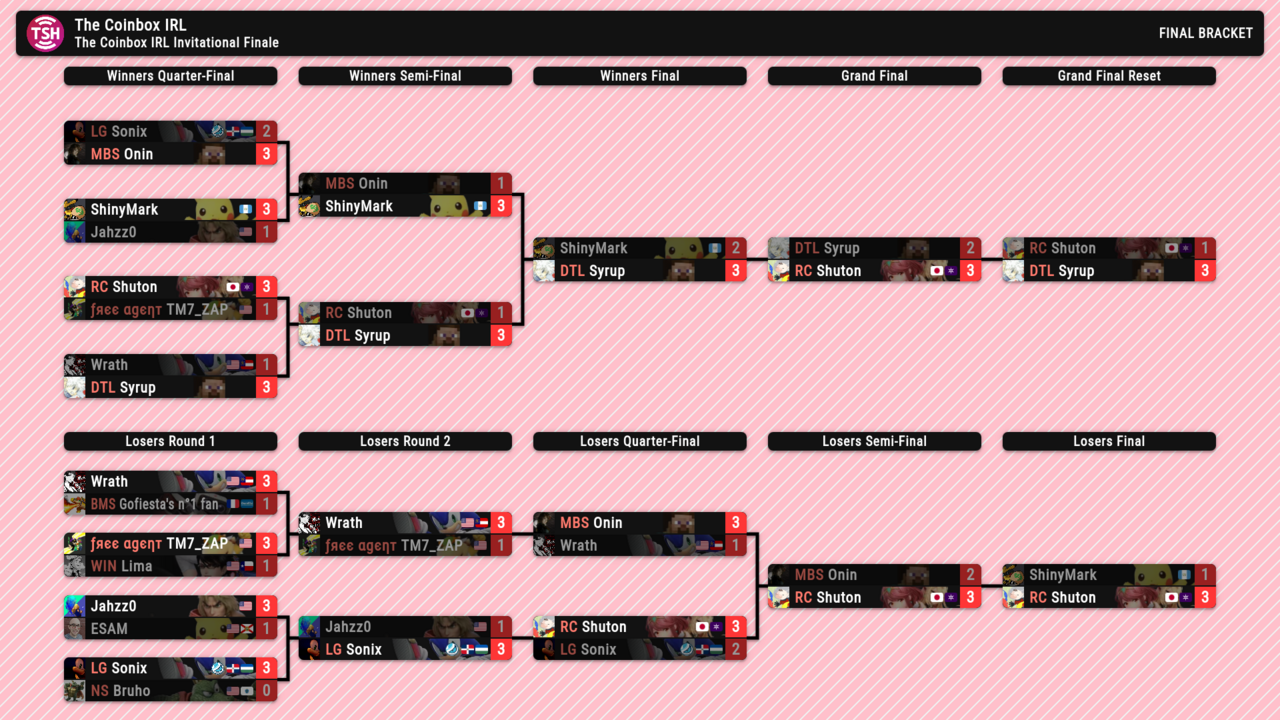 TSH
The Coinbox IRL
The Coinbox IRL Invitational Finale
FINAL BRACKET
Winners Quarter-Final
Winners Semi-Final
Winners Final
Grand Final
Grand Final Reset
LG Sonix 2
MBS Onin 3
ShinyMark 3
Jahzz0 1
RC Shuton 3
ƒяєє αgєηт TM7_ZAP 1
Wrath 1
DTL Syrup 3
MBS Onin 1
ShinyMark 3
RC Shuton 1
DTL Syrup 3
ShinyMark 2
DTL Syrup 3
DTL Syrup 2
RC Shuton 3
RC Shuton 1
DTL Syrup 3
Losers Round 1
Losers Round 2
Losers Quarter-Final
Losers Semi-Final
Losers Final
Wrath 3
BMS Gofiesta's n°1 fan 1
ƒяєє αgєηт TM7_ZAP 3
WIN Lima 1
Jahzz0 3
ESAM 1
LG Sonix 3
NS Bruho 0
Wrath 3
ƒяєє αgєηт TM7_ZAP 1
Jahzz0 1
LG Sonix 3
MBS Onin 3
Wrath 1
RC Shuton 3
LG Sonix 2
MBS Onin 2
RC Shuton 3
ShinyMark 1
RC Shuton 3